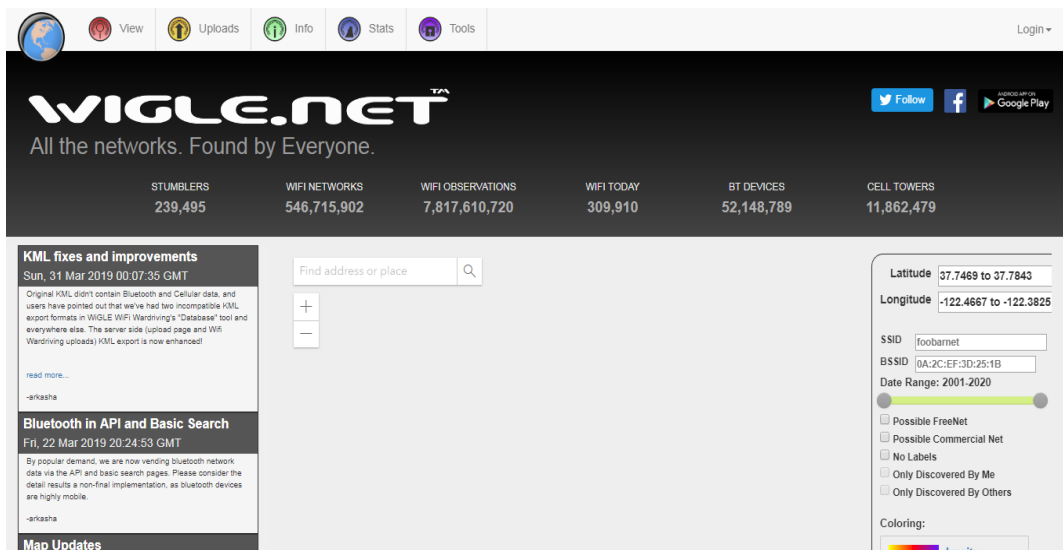 View
Uploads
Info
Stats
Tools
Login
WIGLE.NET™
All the networks. Found by Everyone.
Follow
ANDROID APP ON
Google Play
STUMBLERS
239,495
WIFI NETWORKS
546,715,902
WIFI OBSERVATIONS
7,817,610,720
WIFI TODAY
309,910
BT DEVICES
52,148,789
CELL TOWERS
11,862,479
KML fixes and improvements
Sun, 31 Mar 2019 00:07:35 GMT
Original KML didn't contain Bluetooth and Cellular data, and
users have pointed out that we've had two incompatible KML
export formats in WiGLE WiFi Wardriving's "Database" tool and
everywhere else. The server side (upload page and Wifi
Wardriving uploads) KML export is now enhanced!
read more...
-arkasha
Bluetooth in API and Basic Search
Fri, 22 Mar 2019 20:24:53 GMT
By popular demand, we are now vending bluetooth network
data via the API and basic search pages. Please consider the
detail results a non-final implementation, as bluetooth devices
are highly mobile.
-arkasha
Map Updates
Find address or place
+
−
Latitude 37.7469 to 37.7843
Longitude -122.4667 to -122.3825
SSID foobarnet
BSSID 0A:2C:EF:3D:25:1B
Date Range: 2001-2020
Possible FreeNet
Possible Commercial Net
No Labels
Only Discovered By Me
Only Discovered By Others
Coloring: